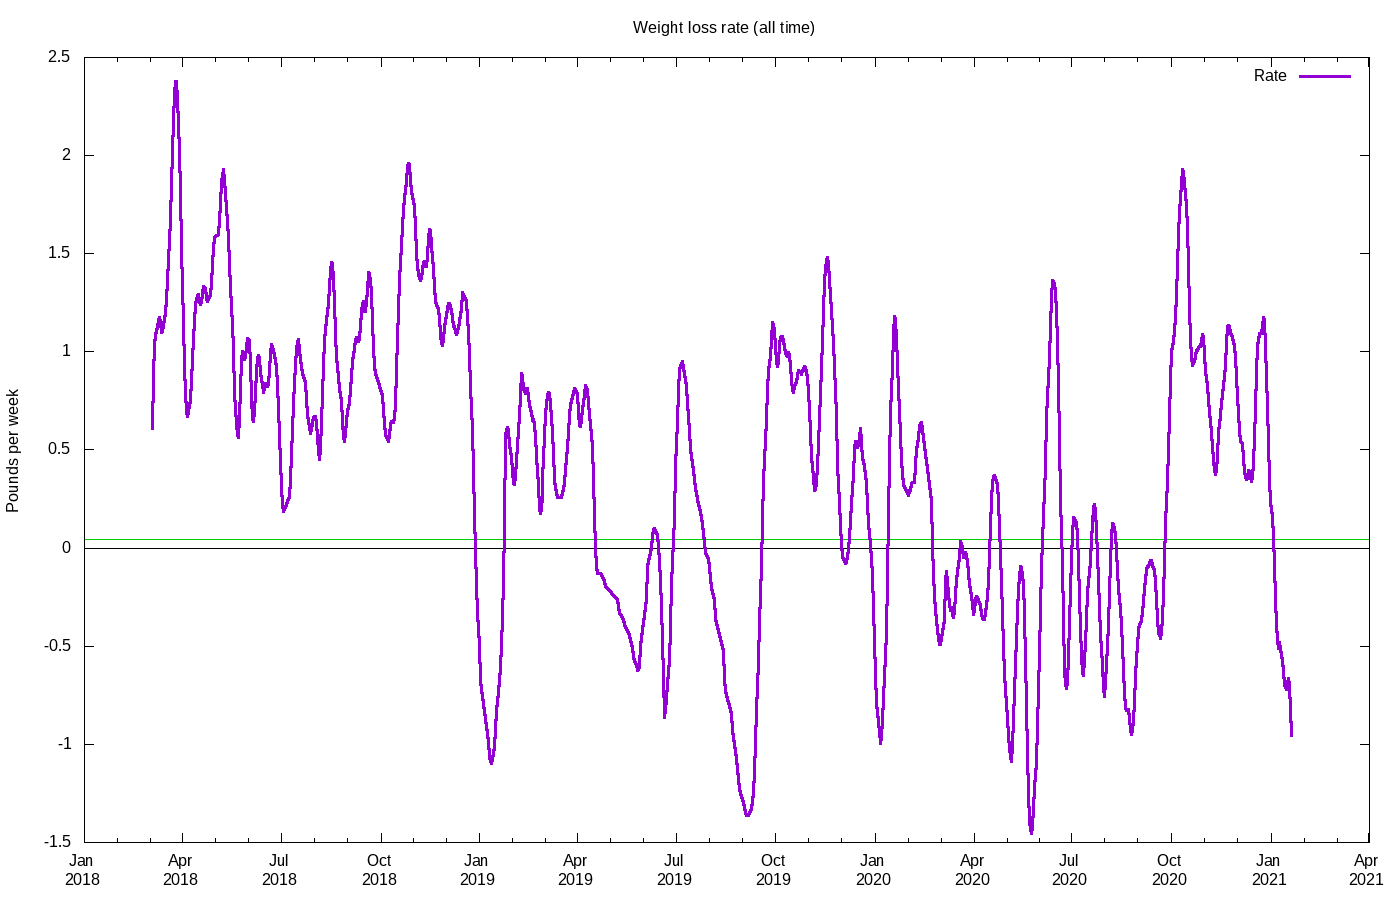 Weight loss rate (all time)
Rate
Pounds per week
2.5
2
1.5
1
0.5
0
-0.5
-1
-1.5
Jan Apr Jul Oct Jan Apr Jul Oct Jan Apr Jul Oct Jan Apr
2018 2018 2018 2018 2019 2019 2019 2019 2020 2020 2020 2020 2021 2021